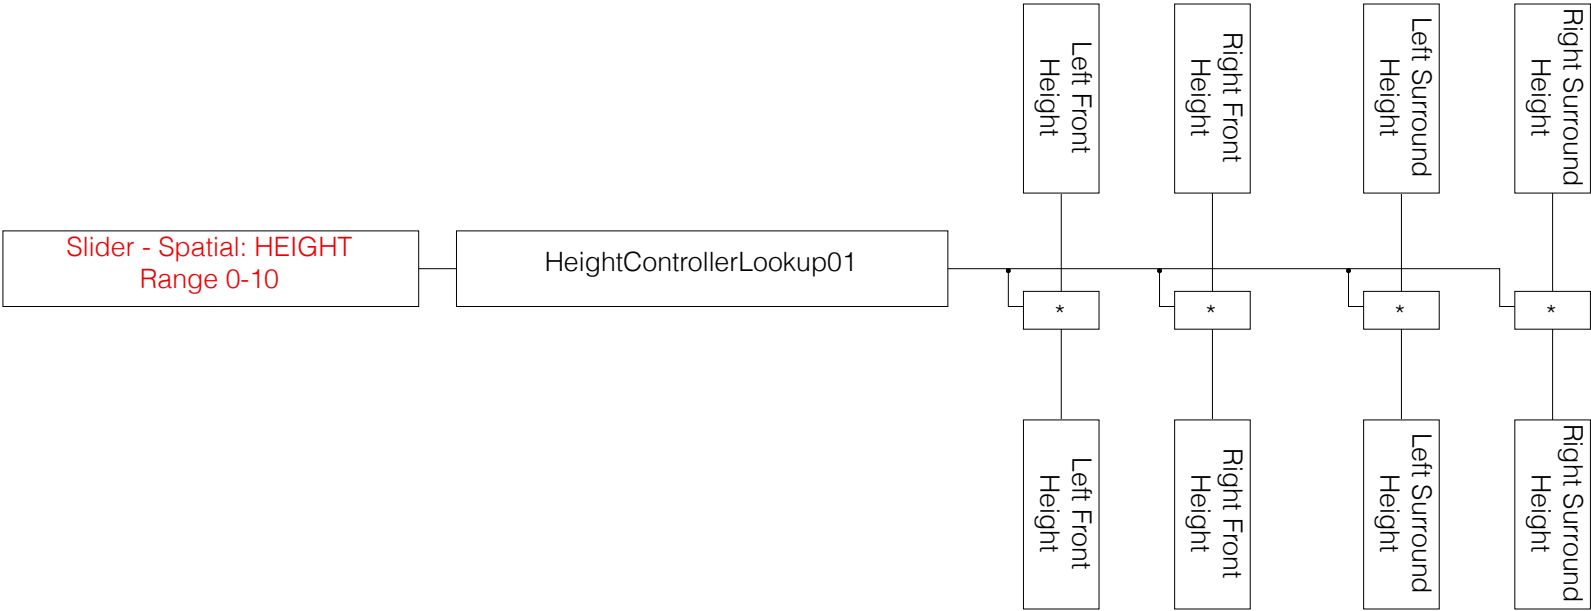 Left Front
Height
Right Front
Height
Left Surround
Height
Right Surround
Height
Slider - Spatial: HEIGHT
Range 0-10
HeightControllerLookup01
*
*
*
*
Left Front
Height
Right Front
Height
Left Surround
Height
Right Surround
Height